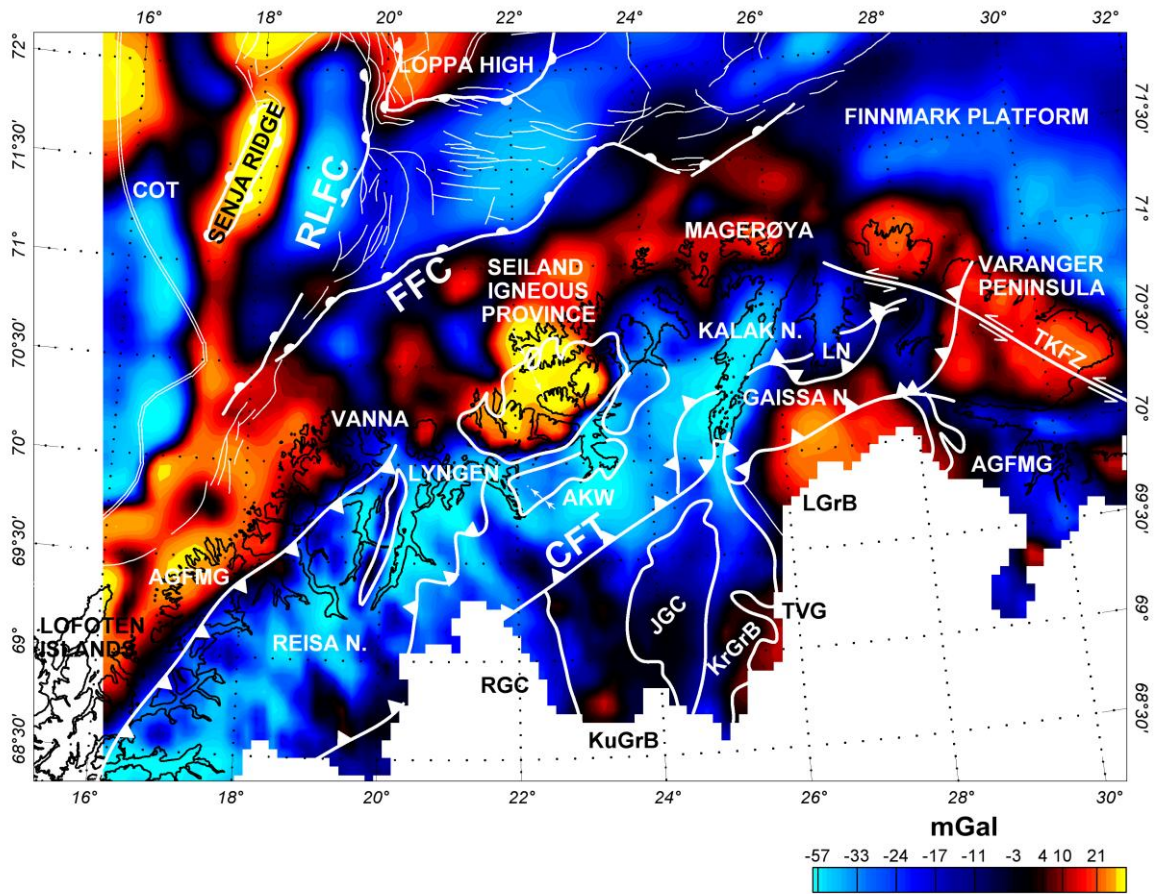 16° 18° 20° 22° 24° 26° 28° 30° 32°
72°
71°30'
71°
70°30'
70°
69°30'
69°
68°30'
71°30'
71°
70°30'
70°
69°30'
69°
68°30'
LOPPA HIGH
FINNMARK PLATFORM
COT
SENJA RIDGE
RLFC
MAGERØYA
FFC
SEILAND
IGNEOUS
PROVINCE
VARANGER
PENINSULA
KALAK N.
LN
TKFZ
GAISSA N.
VANNA
LYNGEN
AKW
AGFMG
LGrB
CFT
AGFMG
LOFOTEN
ISLANDS
REISA N.
JGC
TVG
KrGrB
RGC
KuGrB
16° 18° 20° 22° 24° 26° 28° 30°
mGal
-57 -33 -24 -17 -11 -3 4 10 21